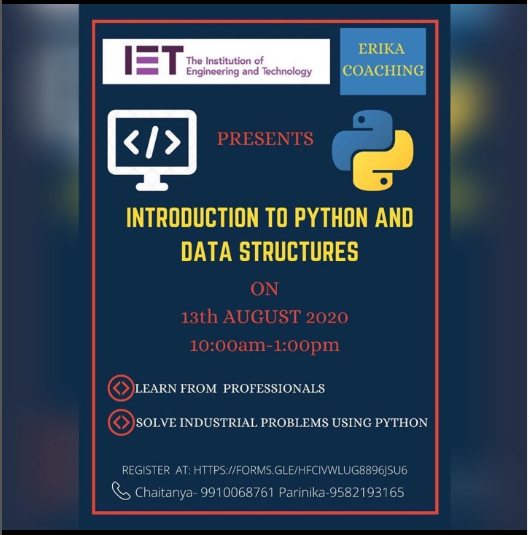 IET The Institution of
Engineering and Technology
ERIKA
COACHING
</>
PRESENTS
INTRODUCTION TO PYTHON AND
DATA STRUCTURES
ON
13th AUGUST 2020
10:00am-1:00pm
LEARN FROM PROFESSIONALS
SOLVE INDUSTRIAL PROBLEMS USING PYTHON
REGISTER AT: HTTPS://FORMS.GLE/HFCIVWLUG8896JSU6
Chaitanya- 9910068761 Parinika-9582193165